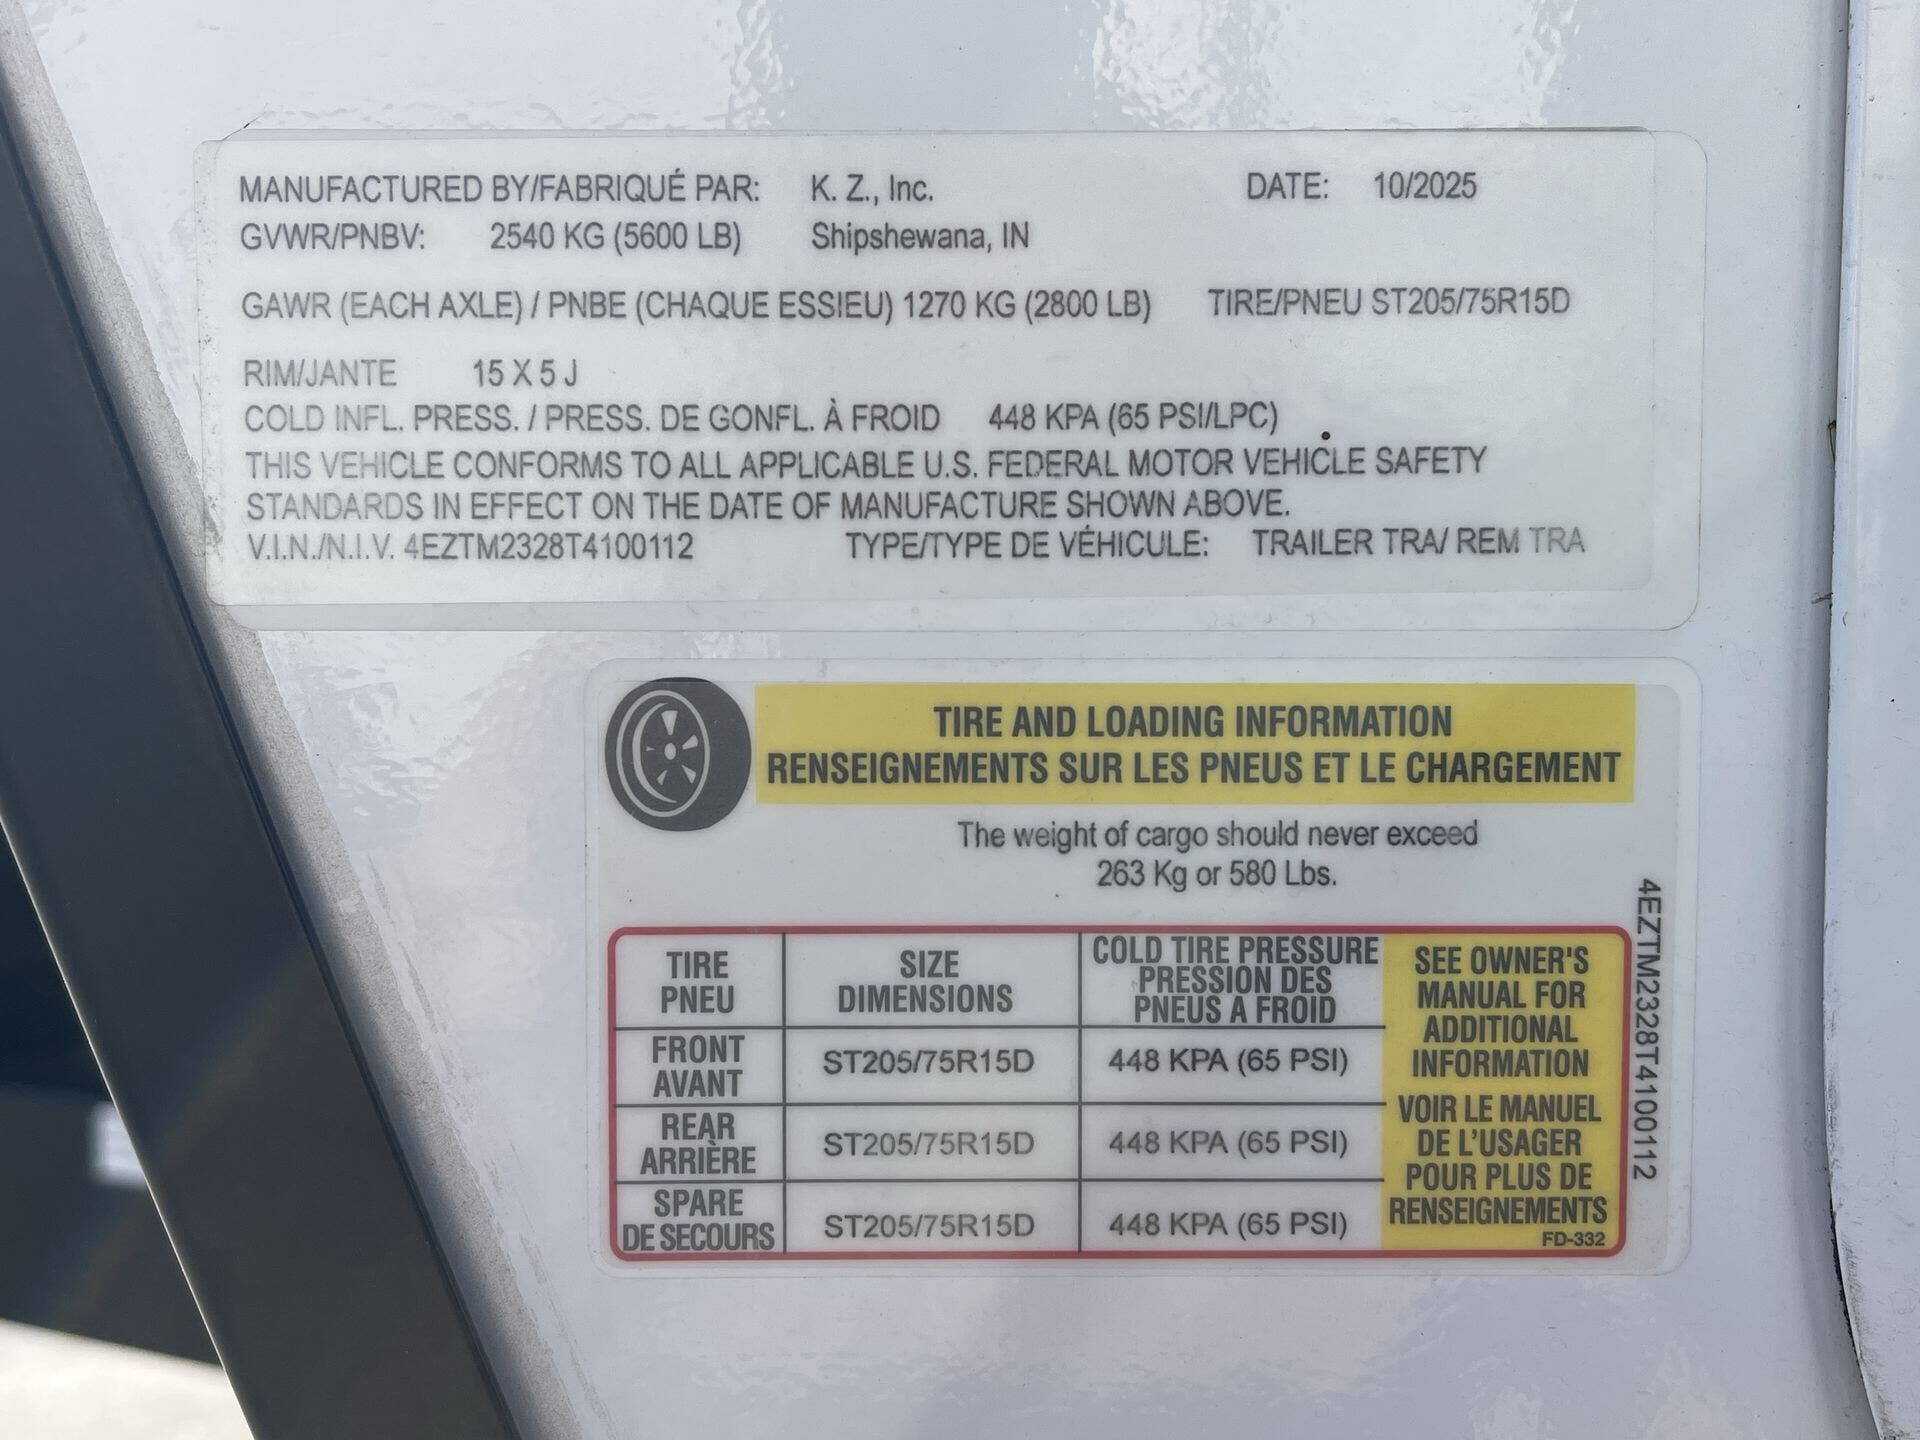 MANUFACTURED BY/FABRIQUÉ PAR: K. Z., Inc. DATE: 10/2025
GVWR/PNBV: 2540 KG (5600 LB) Shipshewana, IN
GAWR (EACH AXLE) / PNBE (CHAQUE ESSIEU) 1270 KG (2800 LB) TIRE/PNEU ST205/75R15D
RIM/JANTE 15 X 5 J
COLD INFL. PRESS. / PRESS. DE GONFL. À FROID 448 KPA (65 PSI/LPC)
THIS VEHICLE CONFORMS TO ALL APPLICABLE U.S. FEDERAL MOTOR VEHICLE SAFETY
STANDARDS IN EFFECT ON THE DATE OF MANUFACTURE SHOWN ABOVE.
V.I.N./N.I.V. 4EZTM2328T4100112 TYPE/TYPE DE VÉHICULE: TRAILER TRA/ REM TRA
TIRE AND LOADING INFORMATION
RENSEIGNEMENTS SUR LES PNEUS ET LE CHARGEMENT
The weight of cargo should never exceed
263 Kg or 580 Lbs.
TIRE
PNEU
SIZE
DIMENSIONS
COLD TIRE PRESSURE
PRESSION DES
PNEUS A FROID
FRONT
AVANT
ST205/75R15D
448 KPA (65 PSI)
REAR
ARRIÈRE
ST205/75R15D
448 KPA (65 PSI)
SPARE
DE SECOURS
ST205/75R15D
448 KPA (65 PSI)
SEE OWNER'S
MANUAL FOR
ADDITIONAL
INFORMATION
VOIR LE MANUEL
DE L'USAGER
POUR PLUS DE
RENSEIGNEMENTS
FD-332
4EZTM2328T4100112